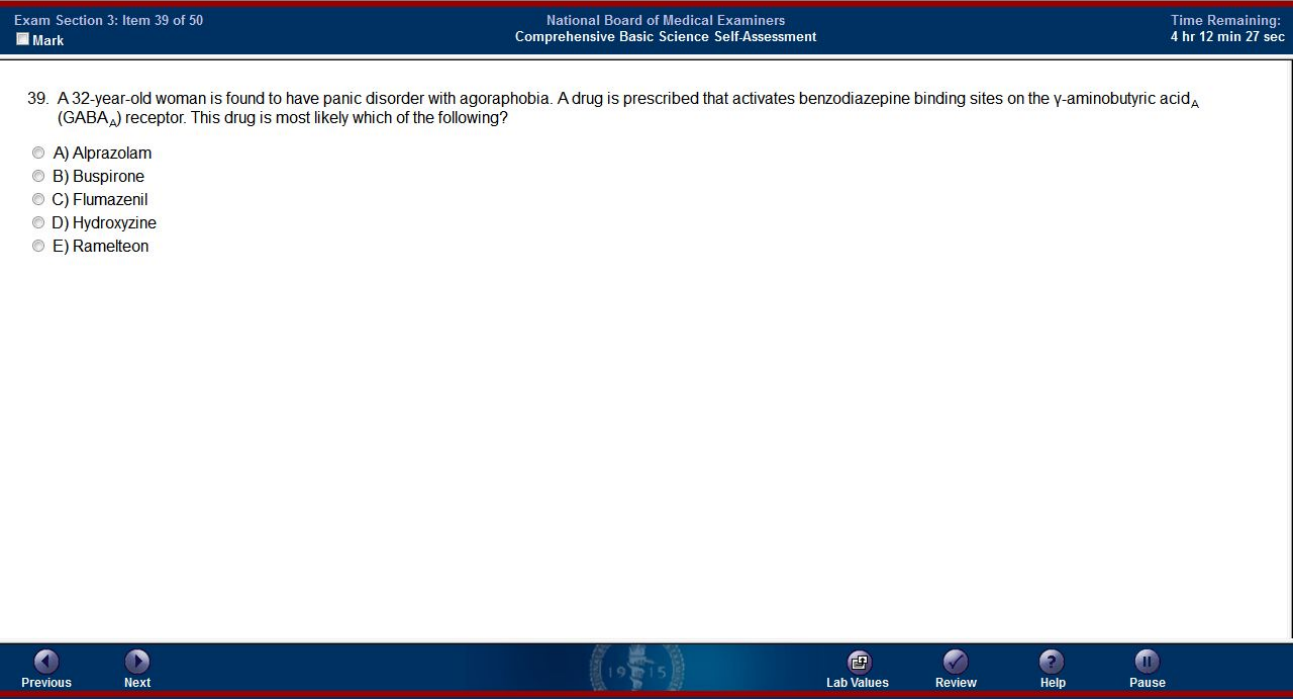 Exam Section 3: Item 39 of 50
National Board of Medical Examiners
Time Remaining:
Mark
Comprehensive Basic Science Self-Assessment
4 hr 12 min 27 sec
39. A 32-year-old woman is found to have panic disorder with agoraphobia. A drug is prescribed that activates benzodiazepine binding sites on the γ-aminobutyric acidA
(GABAA) receptor. This drug is most likely which of the following?
A) Alprazolam
B) Buspirone
C) Flumazenil
D) Hydroxyzine
E) Ramelteon
1915
Previous
Next
Lab Values
Review
Help
Pause